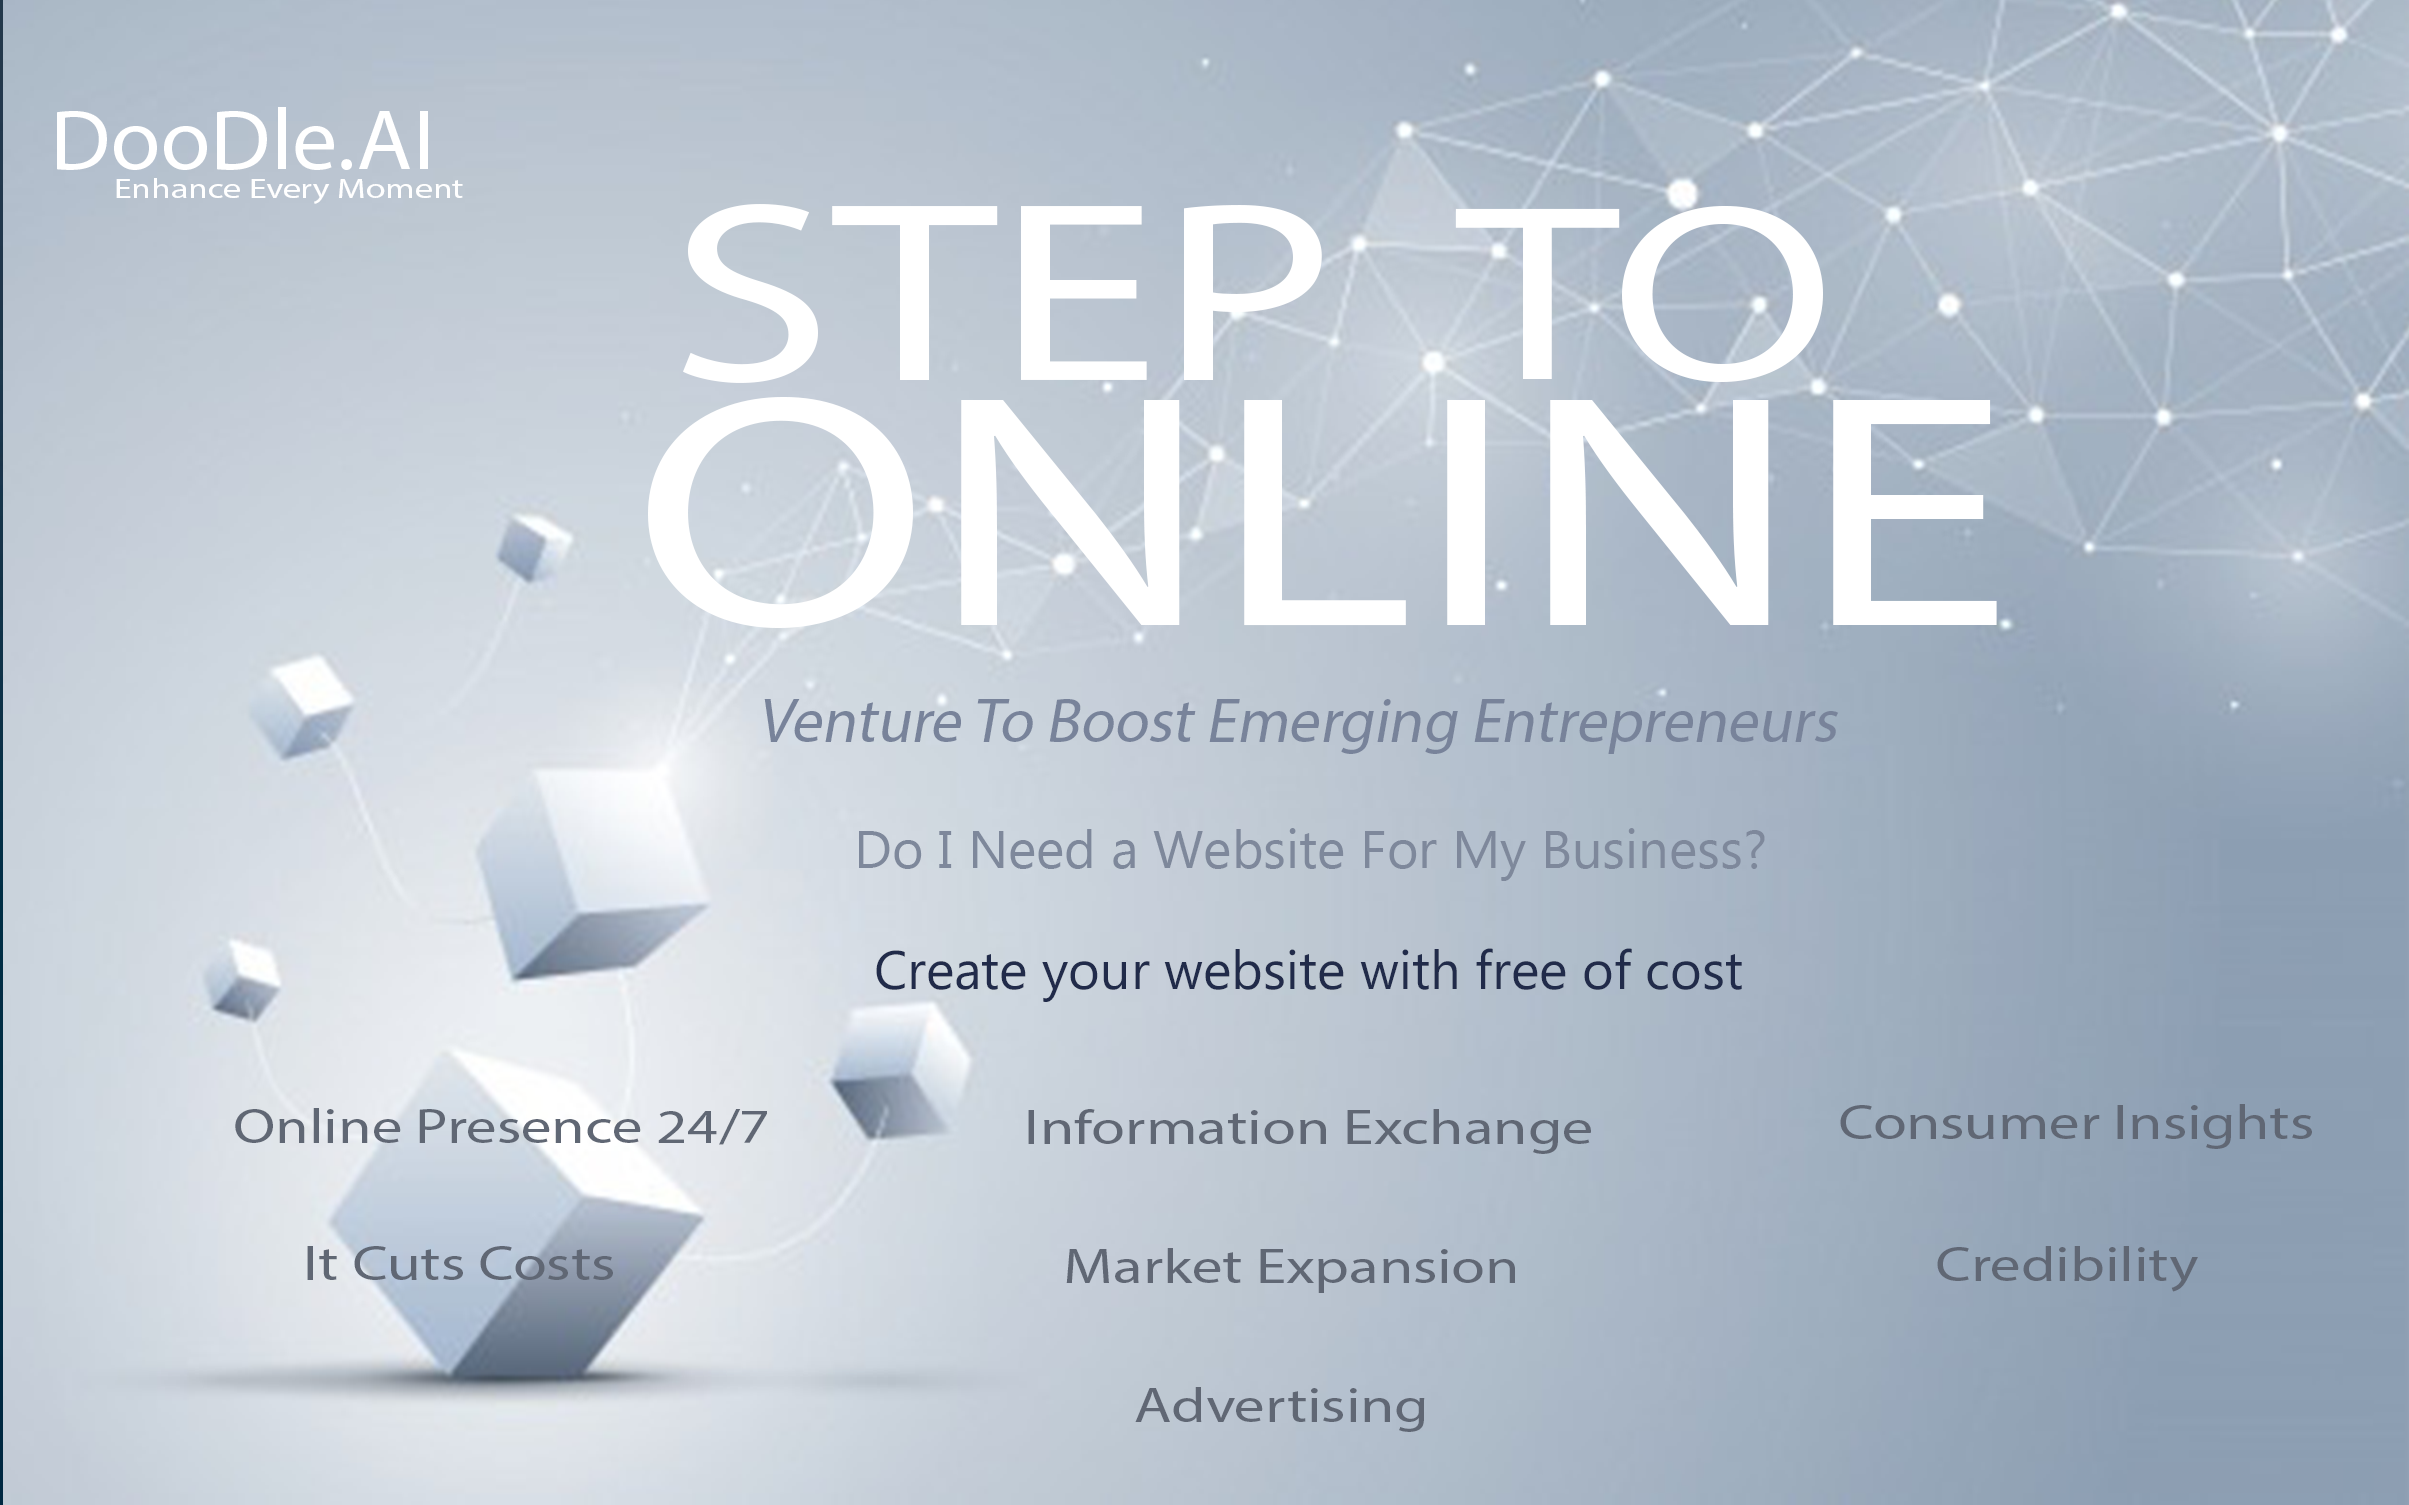 DooDle.AI
Enhance Every Moment
STEP TO
ONLINE
Venture To Boost Emerging Entrepreneurs
Do I Need a Website For My Business?
Create your website with free of cost
Online Presence 24/7
Information Exchange
Consumer Insights
It Cuts Costs
Market Expansion
Credibility
Advertising